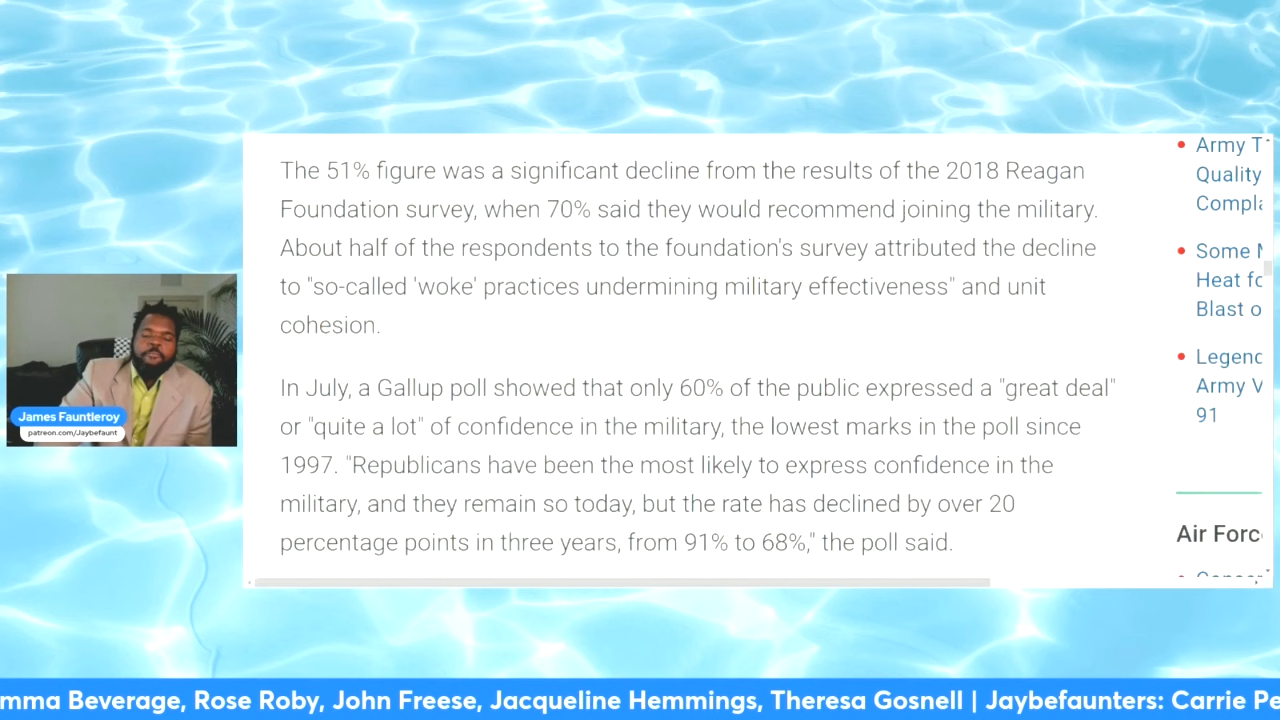 The 51% figure was a significant decline from the results of the 2018 Reagan
Foundation survey, when 70% said they would recommend joining the military.
About half of the respondents to the foundation's survey attributed the decline
to "so-called 'woke' practices undermining military effectiveness" and unit
cohesion.
In July, a Gallup poll showed that only 60% of the public expressed a "great deal"
or "quite a lot" of confidence in the military, the lowest marks in the poll since
1997. "Republicans have been the most likely to express confidence in the
military, and they remain so today, but the rate has declined by over 20
percentage points in three years, from 91% to 68%," the poll said.
Army T
Quality
Compla
Some
Heat fo
Blast o
Legend
Army V
91
Air Forc
James Fauntleroy
patreon.com/Jaybefaunt
mma Beverage, Rose Roby, John Freese, Jacqueline Hemmings, Theresa Gosnell | Jaybefaunters: Carrie Pe